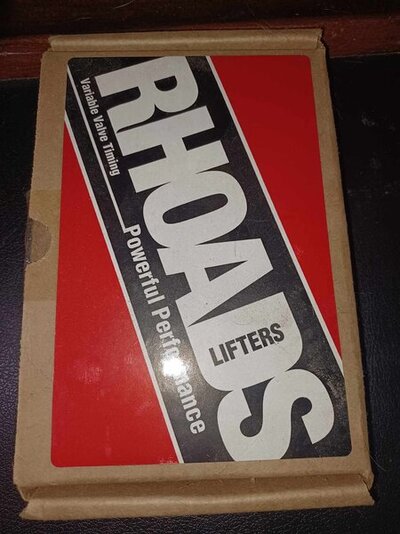 RHOADS
LIFTERS
Variable Valve Timing
Powerful Performance